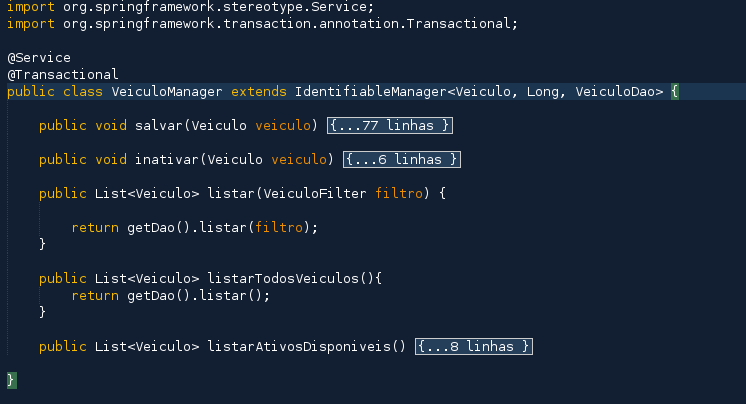 import org.springframework.stereotype.Service;
import org.springframework.transaction.annotation.Transactional;
@Service
@Transactional
public class VeiculoManager extends IdentifiableManager<Veiculo, Long, VeiculoDao> {
public void salvar(Veiculo veiculo) {...77 linhas }
public void inativar(Veiculo veiculo) {...6 linhas }
public List<Veiculo> listar(VeiculoFilter filtro) {
return getDao().listar(filtro);
}
public List<Veiculo> listarTodosVeiculos(){
return getDao().listar();
}
public List<Veiculo> listarAtivosDisponiveis() {...8 linhas }
}